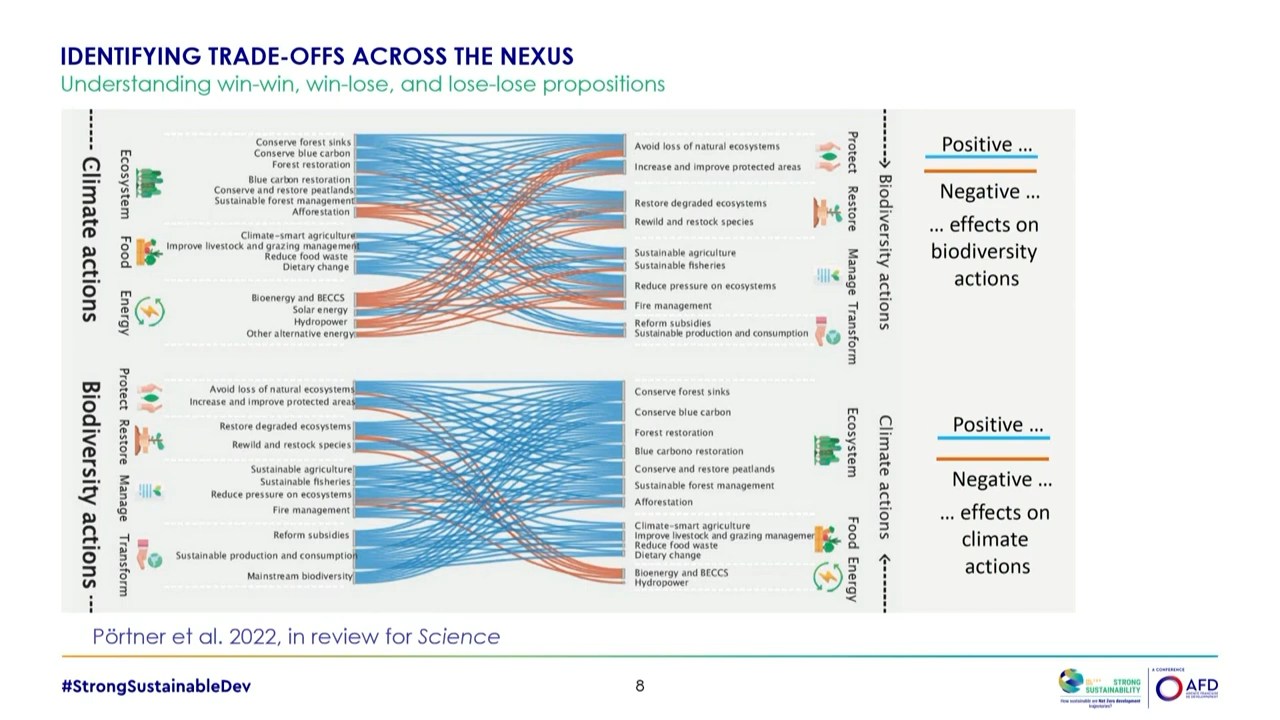 IDENTIFYING TRADE-OFFS ACROSS THE NEXUS
Understanding win-win, win-lose, and lose-lose propositions
Climate actions
Ecosystem
Conserve forest sinks
Conserve blue carbon
Forest restoration
Blue carbon restoration
Conserve and restore peatlands
Sustainable forest management
Afforestation
Food
Climate-smart agriculture
Improve livestock and grazing management
Reduce food waste
Dietary change
Energy
Bioenergy and BECCS
Solar energy
Hydropower
Other alternative energy
Avoid loss of natural ecosystems
Increase and improve protected areas
Restore degraded ecosystems
Rewild and restock species
Sustainable agriculture
Sustainable fisheries
Reduce pressure on ecosystems
Fire management
Reform subsidies
Sustainable production and consumption
Protect
Restore
Manage
Transform
Biodiversity actions
Positive ...
Negative ...
... effects on
biodiversity
actions
Biodiversity actions
Protect
Restore
Manage
Transform
Avoid loss of natural ecosystems
Increase and improve protected areas
Restore degraded ecosystems
Rewild and restock species
Sustainable agriculture
Sustainable fisheries
Reduce pressure on ecosystems
Fire management
Reform subsidies
Sustainable production and consumption
Mainstream biodiversity
Conserve forest sinks
Conserve blue carbon
Forest restoration
Blue carbono restoration
Conserve and restore peatlands
Sustainable forest management
Afforestation
Climate-smart agriculture
Improve livestock and grazing managemer
Reduce food waste
Dietary change
Bioenergy and BECCS
Hydropower
Ecosystem
Food
Energy
Climate actions
Positive ...
Negative ...
... effects on
climate
actions
Pörtner et al. 2022, in review for Science
#StrongSustainableDev
8
STRONG
SUSTAINABILITY
How sustainable are Net Zero development
trajectories?
A CONFERENCE
AFD